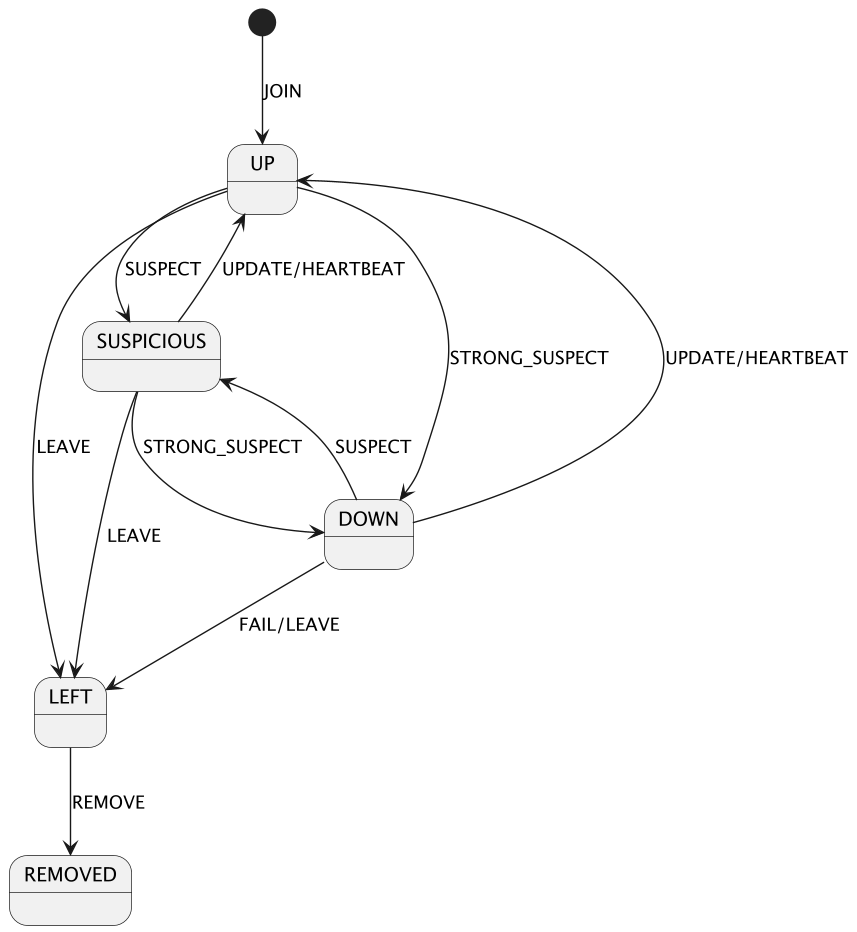 JOIN
UP
SUSPECT
UPDATE/HEARTBEAT
SUSPICIOUS
STRONG_SUSPECT
UPDATE/HEARTBEAT
LEAVE
STRONG_SUSPECT
SUSPECT
DOWN
LEAVE
FAIL/LEAVE
LEFT
REMOVE
REMOVED